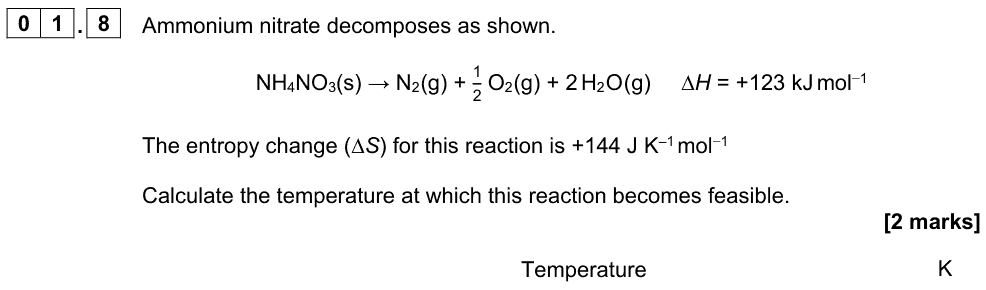 01.8 Ammonium nitrate decomposes as shown.
NH₄NO₃(s) → N₂(g) + ½ O₂(g) + 2 H₂O(g) ΔH = +123 kJ mol⁻¹
The entropy change (ΔS) for this reaction is +144 J K⁻¹ mol⁻¹
Calculate the temperature at which this reaction becomes feasible.
[2 marks]
Temperature K